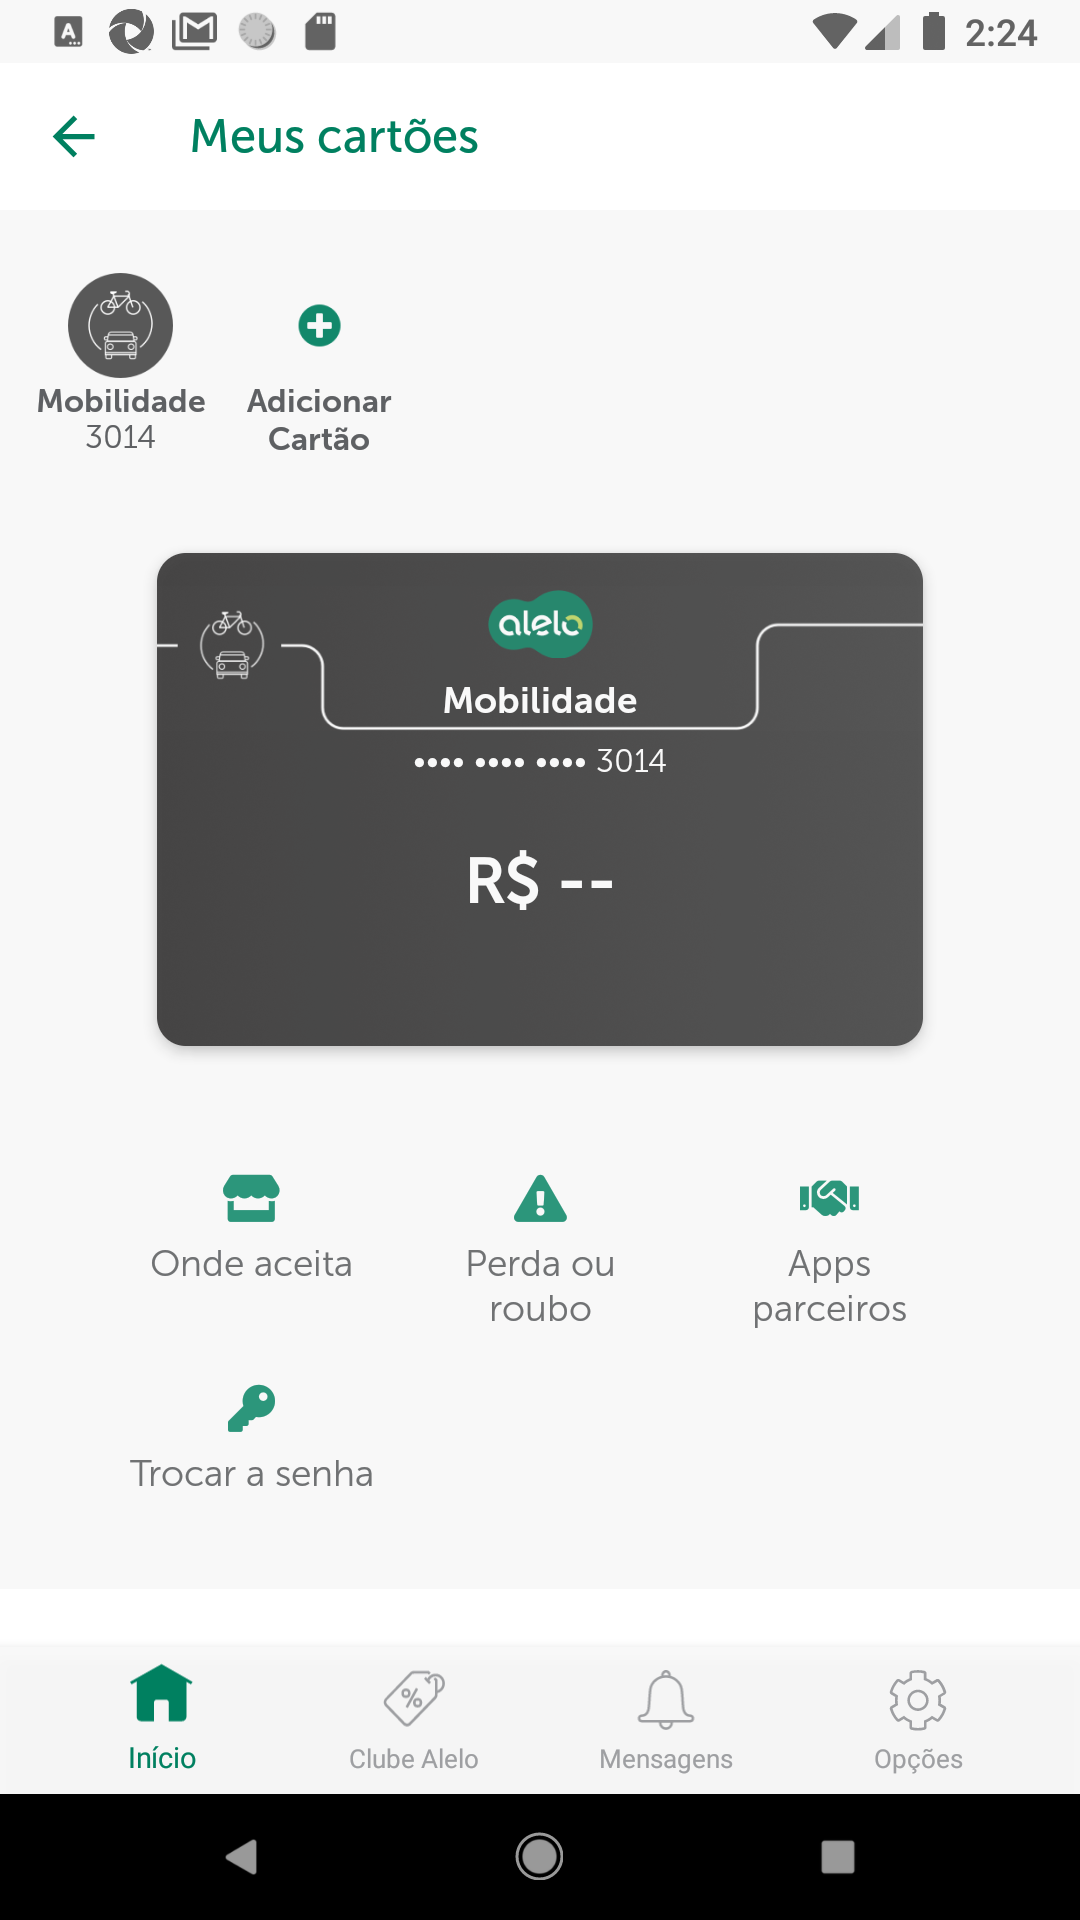 2:24
Meus cartões
Mobilidade
3014
Adicionar
Cartão
alelo
Mobilidade
•••• •••• •••• 3014
R$ --
Onde aceita
Perda ou
roubo
Apps
parceiros
Trocar a senha
Início
Clube Alelo
Mensagens
Opções